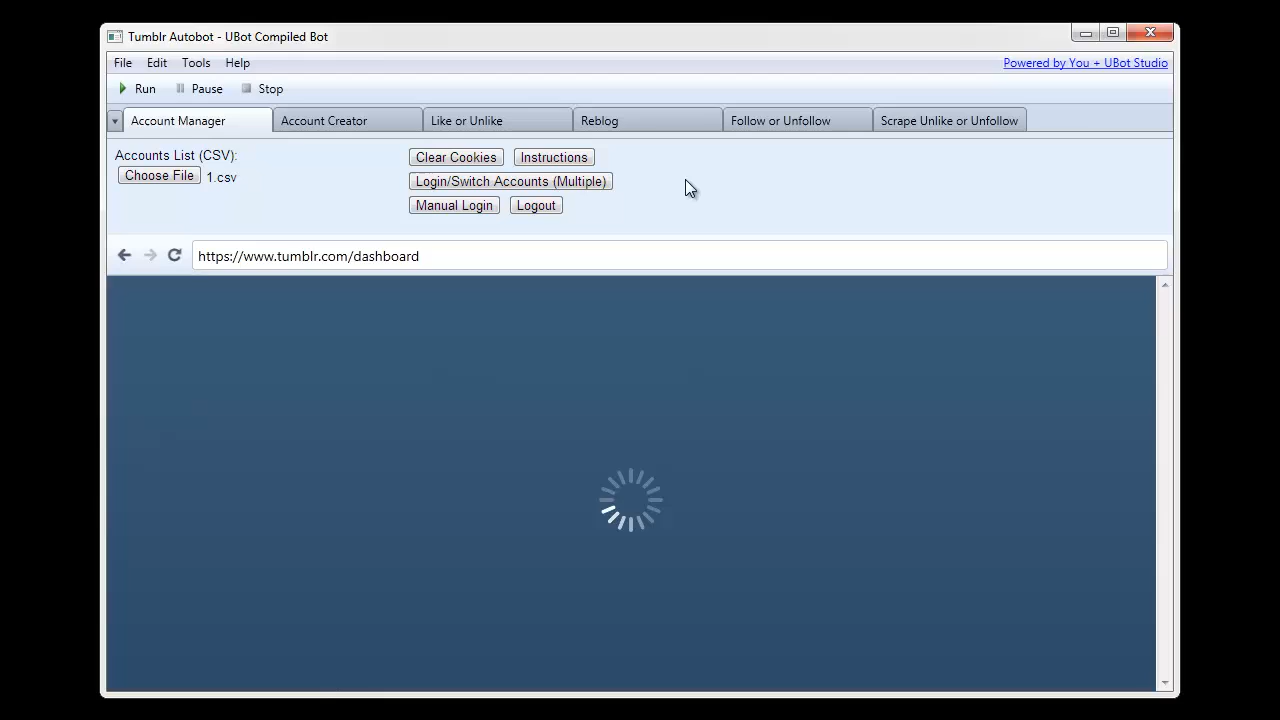 Tumblr Autobot - UBot Compiled Bot
File Edit Tools Help Powered by You + UBot Studio
Run Pause Stop
Account Manager Account Creator Like or Unlike Reblog Follow or Unfollow Scrape Unlike or Unfollow
Accounts List (CSV): Clear Cookies Instructions
Choose File 1.csv Login/Switch Accounts (Multiple)
Manual Login Logout
https://www.tumblr.com/dashboard